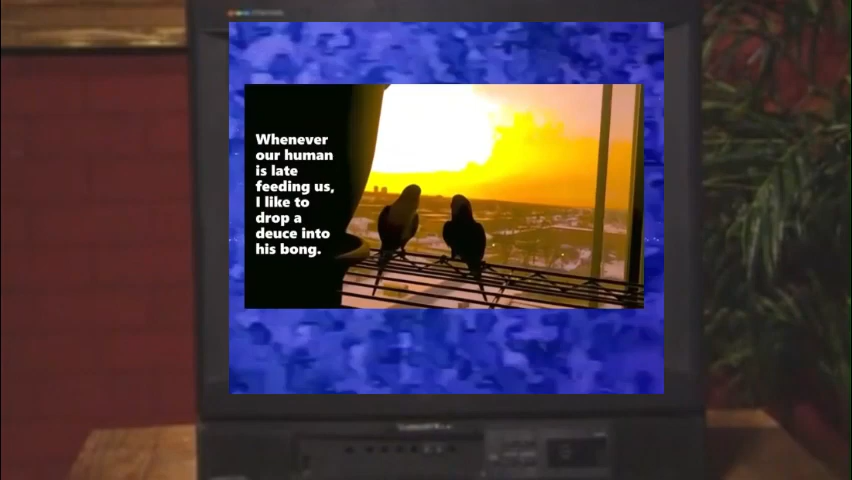 Whenever
our human
is late
feeding us,
I like to
drop a
deuce into
his bong.